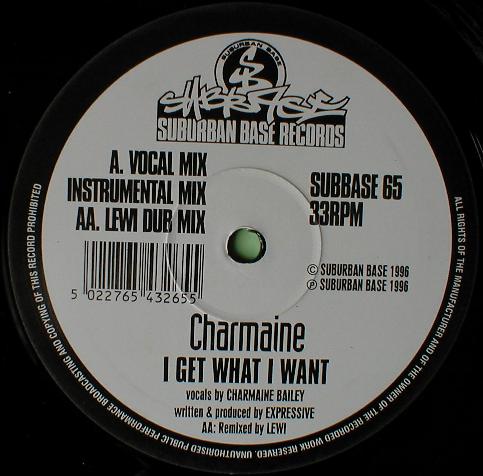 SUBURBAN BASE
SUBBASE
SUBURBAN BASE RECORDS
A. VOCAL MIX
INSTRUMENTAL MIX
AA. LEWI DUB MIX
SUBBASE 65
33RPM
5 022765 432655
© SUBURBAN BASE 1996
℗ SUBURBAN BASE 1996
Charmaine
I GET WHAT I WANT
vocals by CHARMAINE BAILEY
written & produced by EXPRESSIVE
AA: Remixed by LEWI
ALL RIGHTS OF THE MANUFACTURER AND OF THE OWNER OF THE RECORDED WORK RESERVED. UNAUTHORISED PUBLIC PERFORMANCE BROADCASTING AND COPYING OF THIS RECORD PROHIBITED